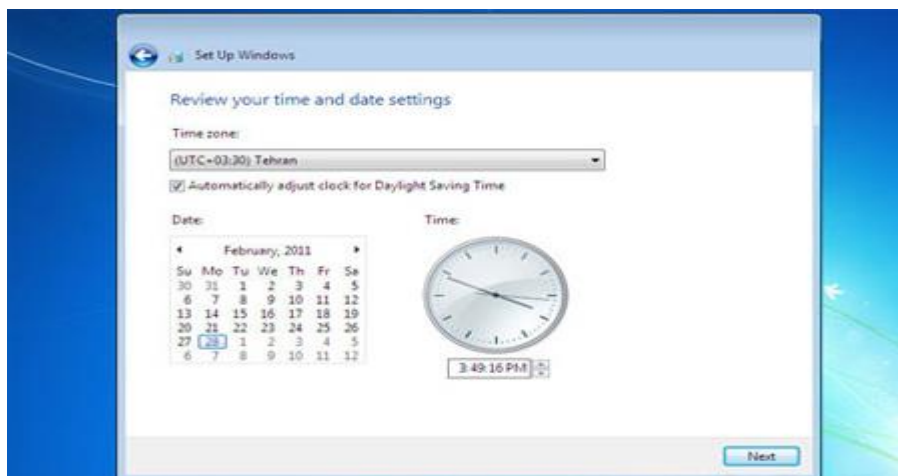 Set Up Windows
Review your time and date settings
Time zone:
(UTC+03:30) Tehran
Automatically adjust clock for Daylight Saving Time
Date:
Time:
February, 2011
Su Mo Tu We Th Fr Sa
30 31 1 2 3 4 5
6 7 8 9 10 11 12
13 14 15 16 17 18 19
20 21 22 23 24 25 26
27 28 1 2 3 4 5
6 7 8 9 10 11 12
3:49:16 PM
Next